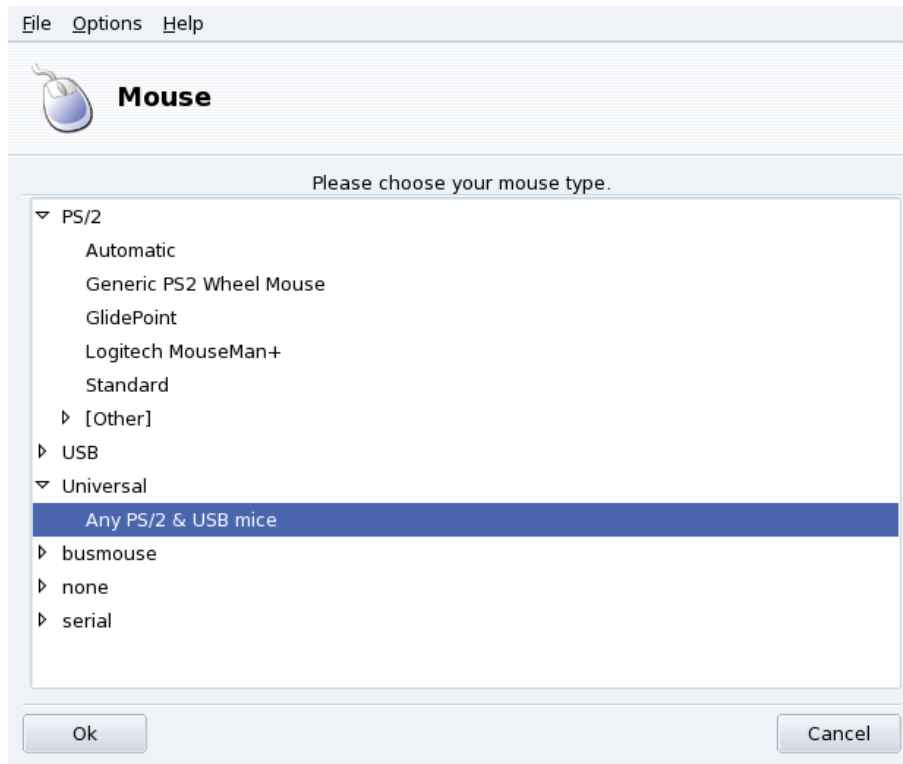 File Options Help
Mouse
Please choose your mouse type.
PS/2
Automatic
Generic PS2 Wheel Mouse
GlidePoint
Logitech MouseMan+
Standard
[Other]
USB
Universal
Any PS/2 & USB mice
busmouse
none
serial
Ok Cancel